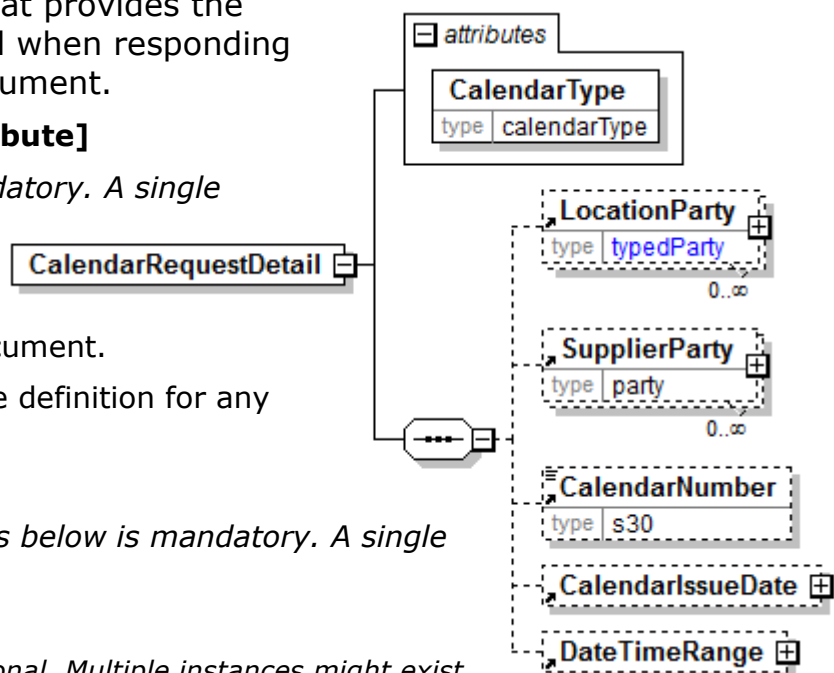 at provides the
d when responding
cument.
bute]
datory. A single
cument.
e definition for any
s below is mandatory. A single
onal. Multiple instances might exist
attributes
CalendarType
type calendarType
CalendarRequestDetail
LocationParty
type typedParty
0..∞
SupplierParty
type party
0..∞
CalendarNumber
type s30
CalendarIssueDate
DateTimeRange